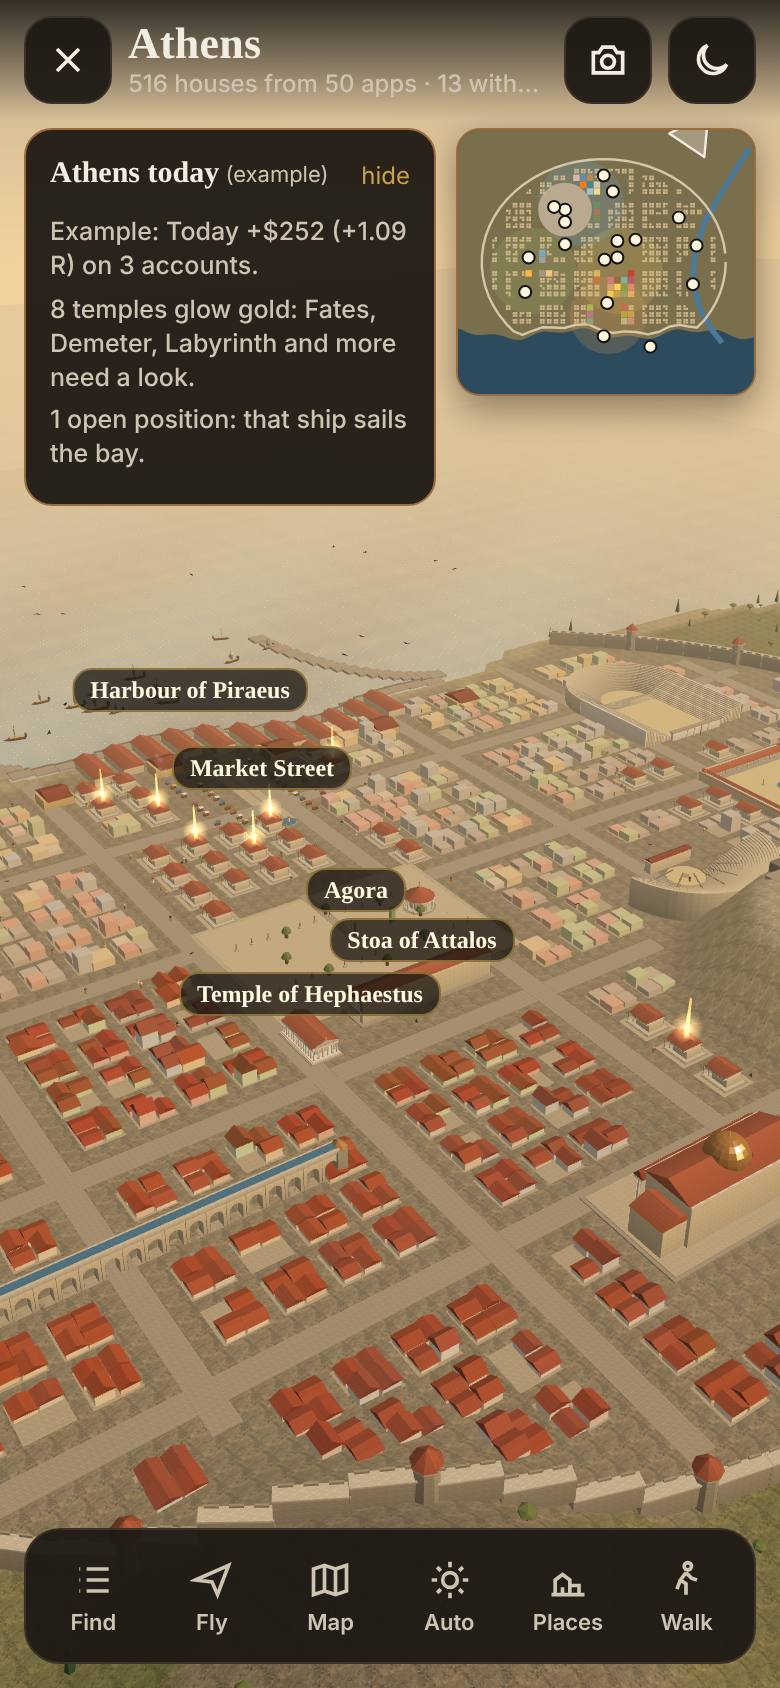 Athens
516 houses from 50 apps · 13 with...
Athens today (example) hide
Example: Today +$252 (+1.09
R) on 3 accounts.
8 temples glow gold: Fates,
Demeter, Labyrinth and more
need a look.
1 open position: that ship sails
the bay.
Harbour of Piraeus
Market Street
Agora
Stoa of Attalos
Temple of Hephaestus
Find Fly Map Auto Places Walk